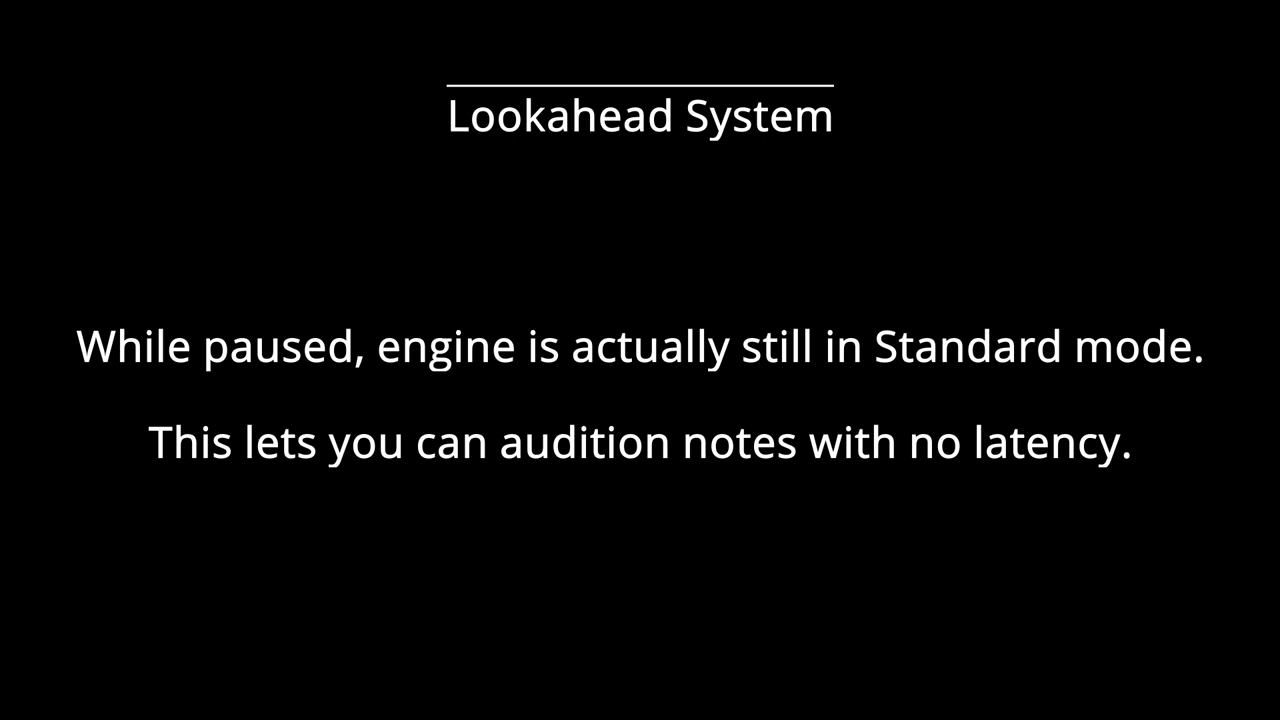 Lookahead System
While paused, engine is actually still in Standard mode.
This lets you can audition notes with no latency.